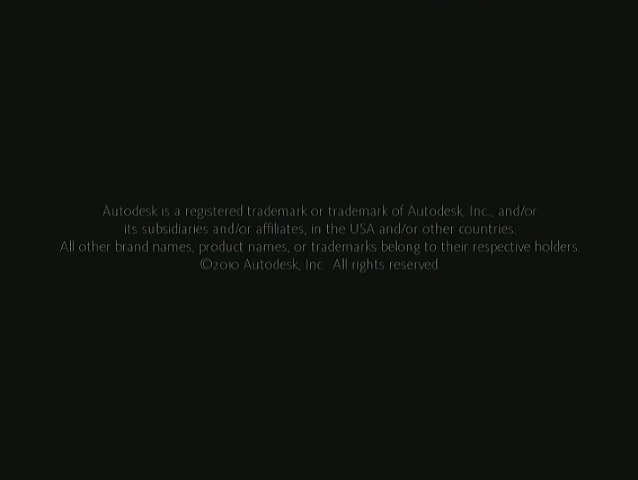 Autodesk is a registered trademark or trademark of Autodesk, Inc., and/or
its subsidiaries and/or affiliates, in the USA and/or other countries.
All other brand names, product names, or trademarks belong to their respective holders.
©2010 Autodesk, Inc. All rights reserved.